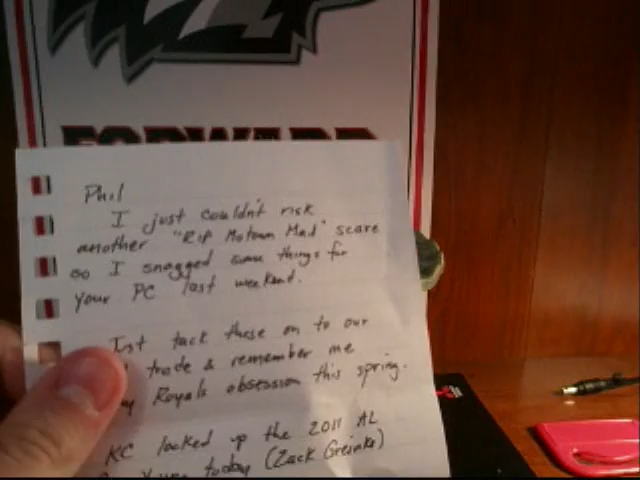 FORWARD
Phil
I just couldn't risk
another "Rip Motown Mad" scare
so I snagged some things for
your PC last weekend.
Just tack these on to our
trade & remember me
Royals obsession this spring.
KC locked up the 2011 AL
today (Zack Greinke)